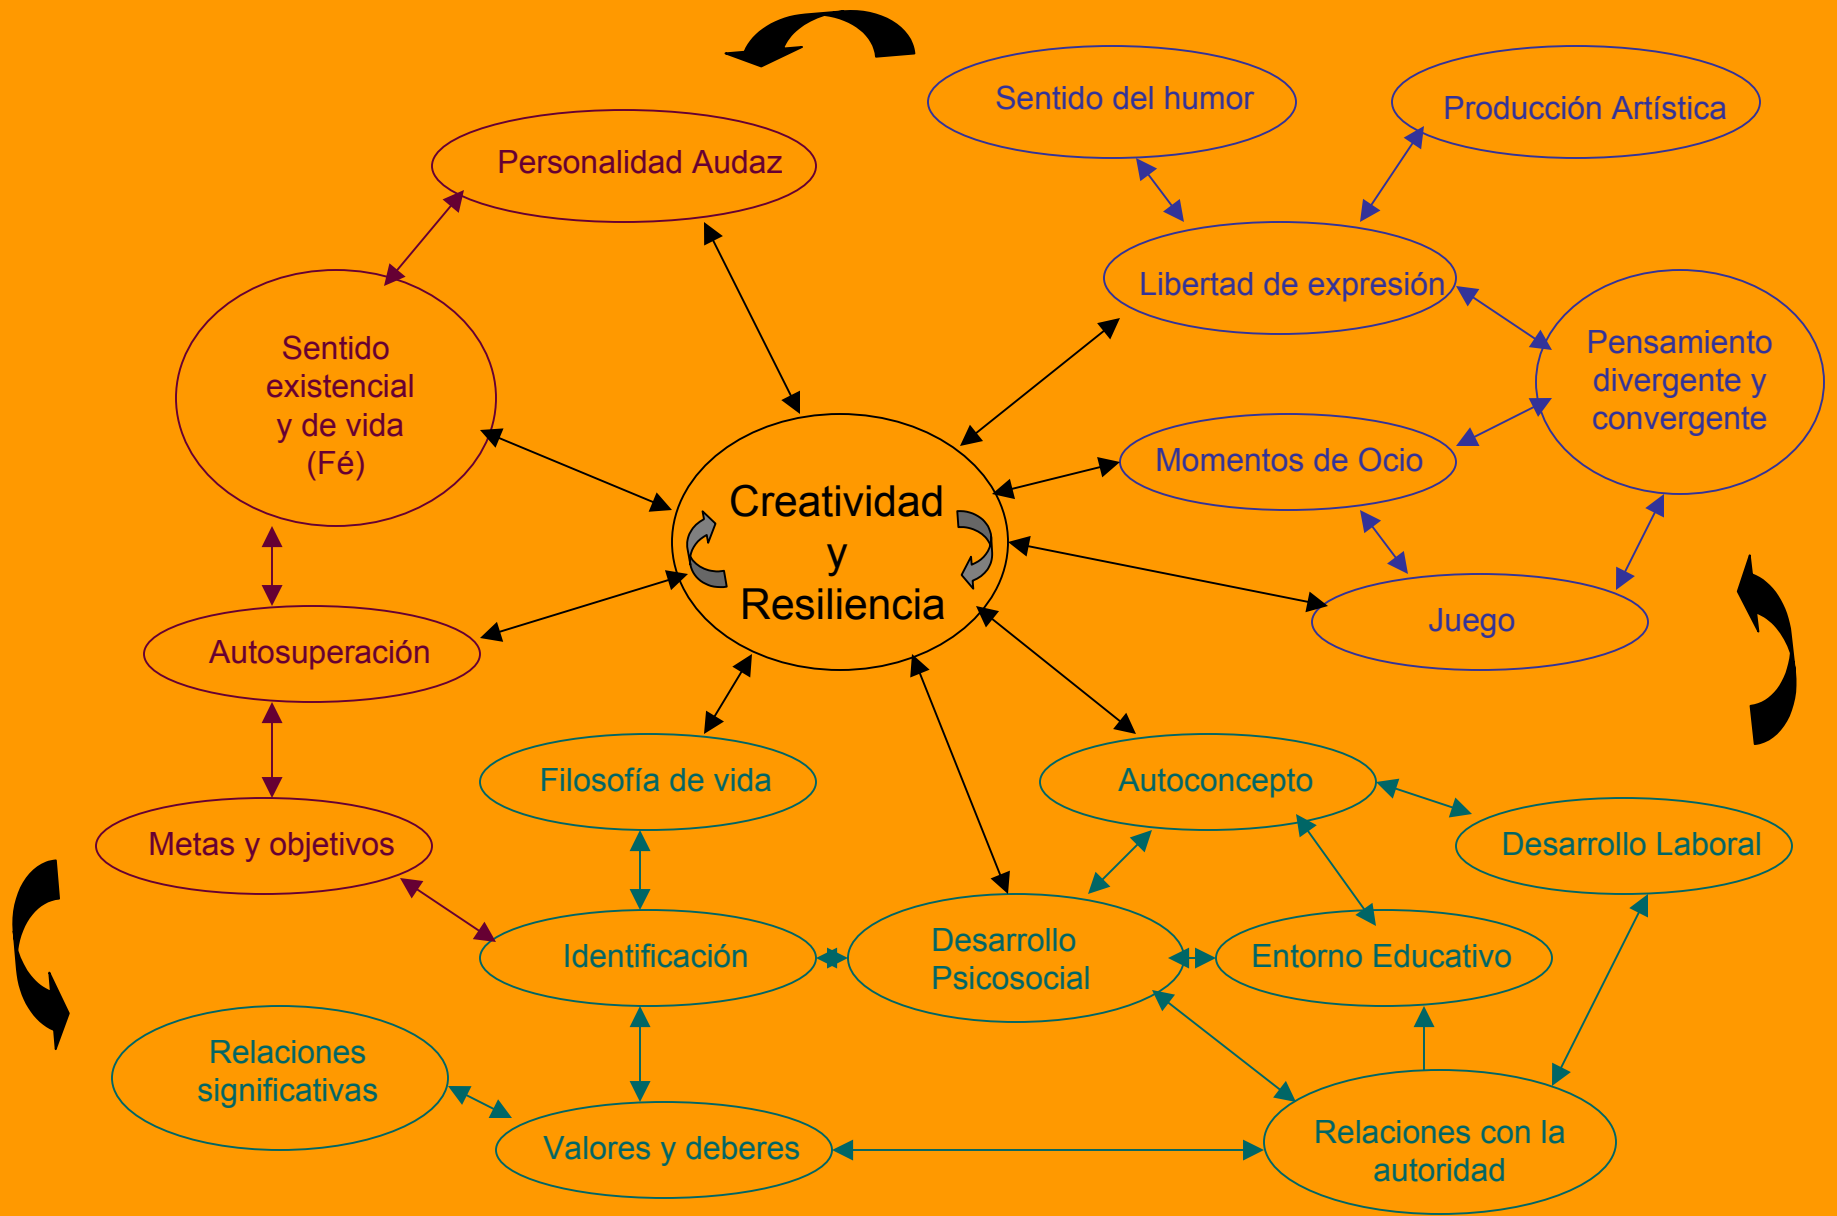 Sentido del humor
Producción Artística
Personalidad Audaz
Libertad de expresión
Sentido
existencial
y de vida
(Fé)
Pensamiento
divergente y
convergente
Momentos de Ocio
Creatividad
y
Resiliencia
Juego
Autosuperación
Filosofía de vida
Autoconcepto
Metas y objetivos
Desarrollo Laboral
Identificación
Desarrollo
Psicosocial
Entorno Educativo
Relaciones
significativas
Valores y deberes
Relaciones con la
autoridad